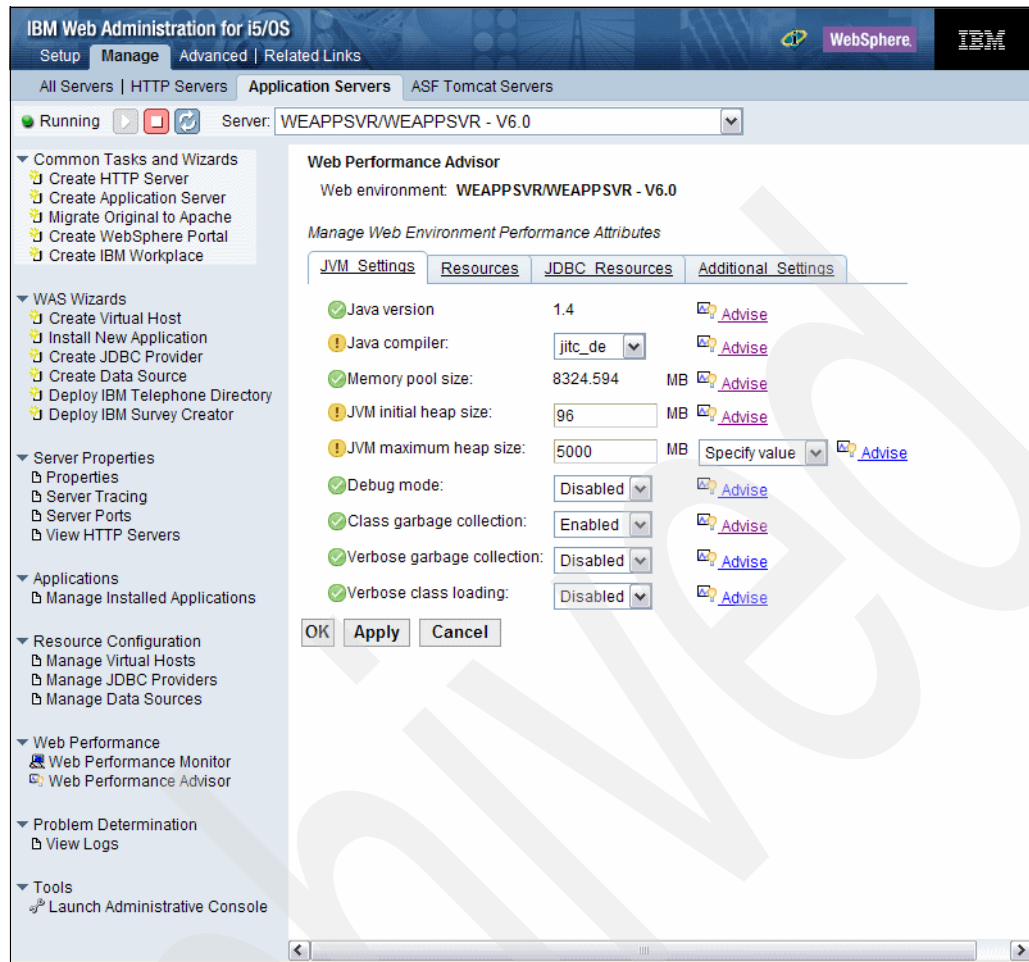 IBM Web Administration for i5/OS
Setup Manage Advanced | Related Links
WebSphere.
IBM
All Servers | HTTP Servers Application Servers ASF Tomcat Servers
Running Server: WEAPPSVR/WEAPPSVR - V6.0
Common Tasks and Wizards
Create HTTP Server
Create Application Server
Migrate Original to Apache
Create WebSphere Portal
Create IBM Workplace
WAS Wizards
Create Virtual Host
Install New Application
Create JDBC Provider
Create Data Source
Deploy IBM Telephone Directory
Deploy IBM Survey Creator
Server Properties
Properties
Server Tracing
Server Ports
View HTTP Servers
Applications
Manage Installed Applications
Resource Configuration
Manage Virtual Hosts
Manage JDBC Providers
Manage Data Sources
Web Performance
Web Performance Monitor
Web Performance Advisor
Problem Determination
View Logs
Tools
Launch Administrative Console
Web Performance Advisor
Web environment: WEAPPSVR/WEAPPSVR - V6.0
Manage Web Environment Performance Attributes
JVM Settings Resources JDBC Resources Additional Settings
Java version 1.4 Advise
Java compiler: jitc_de Advise
Memory pool size: 8324.594 MB Advise
JVM initial heap size: 96 MB Advise
JVM maximum heap size: 5000 MB Specify value Advise
Debug mode: Disabled Advise
Class garbage collection: Enabled Advise
Verbose garbage collection: Disabled Advise
Verbose class loading: Disabled Advise
OK Apply Cancel